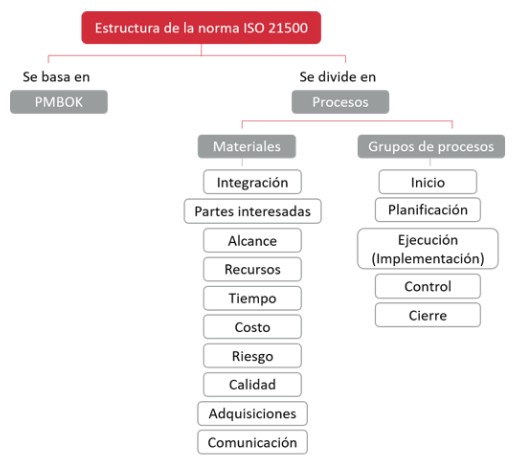 Estructura de la norma ISO 21500
Se basa en
PMBOK
Se divide en
Procesos
Materiales
Integración
Partes interesadas
Alcance
Recursos
Tiempo
Costo
Riesgo
Calidad
Adquisiciones
Comunicación
Grupos de procesos
Inicio
Planificación
Ejecución
(Implementación)
Control
Cierre